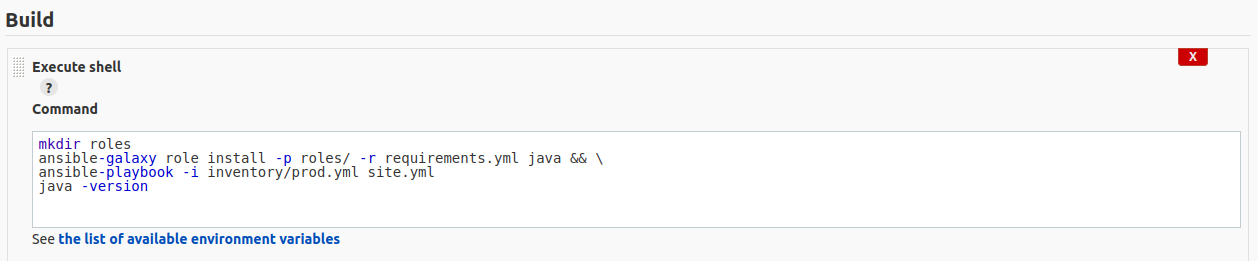 Build
X
Execute shell
?
Command
mkdir roles
ansible-galaxy role install -p roles/ -r requirements.yml java && \
ansible-playbook -i inventory/prod.yml site.yml
java -version
See the list of available environment variables